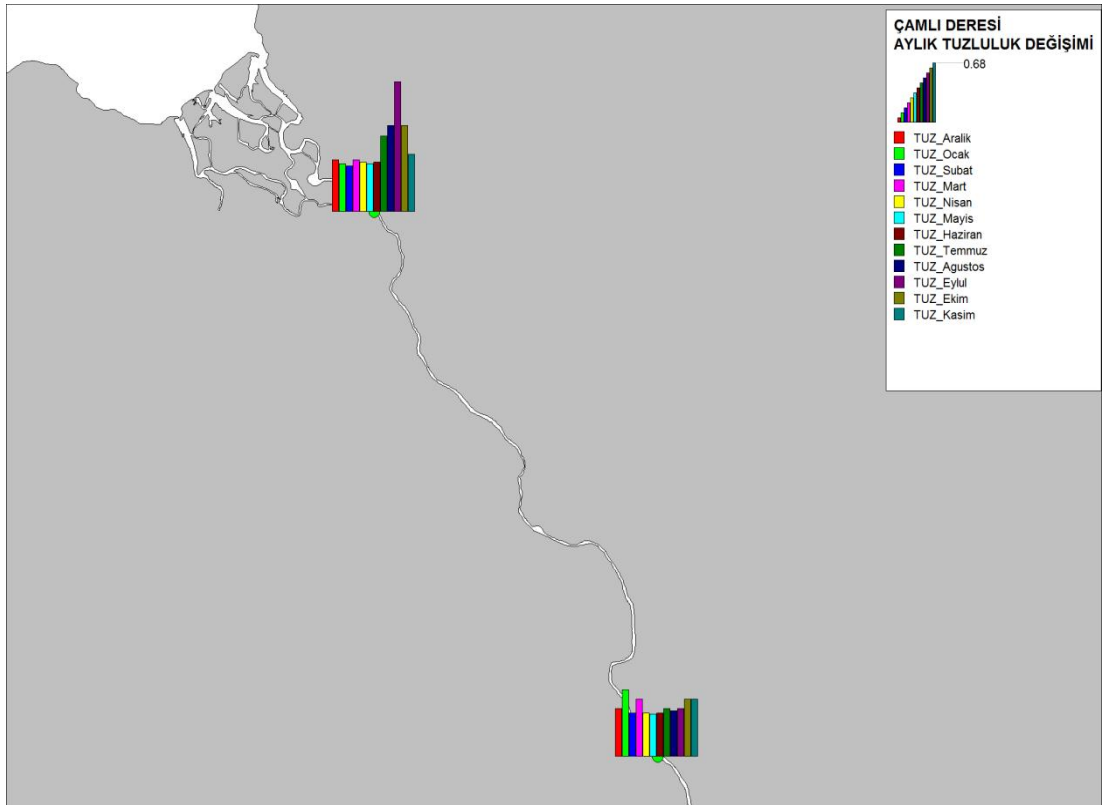 ÇAMLI DERESİ
AYLIK TUZLULUK DEĞİŞİMİ
0.68
TUZ_Aralik
TUZ_Ocak
TUZ_Subat
TUZ_Mart
TUZ_Nisan
TUZ_Mayis
TUZ_Haziran
TUZ_Temmuz
TUZ_Agustos
TUZ_Eylul
TUZ_Ekim
TUZ_Kasim